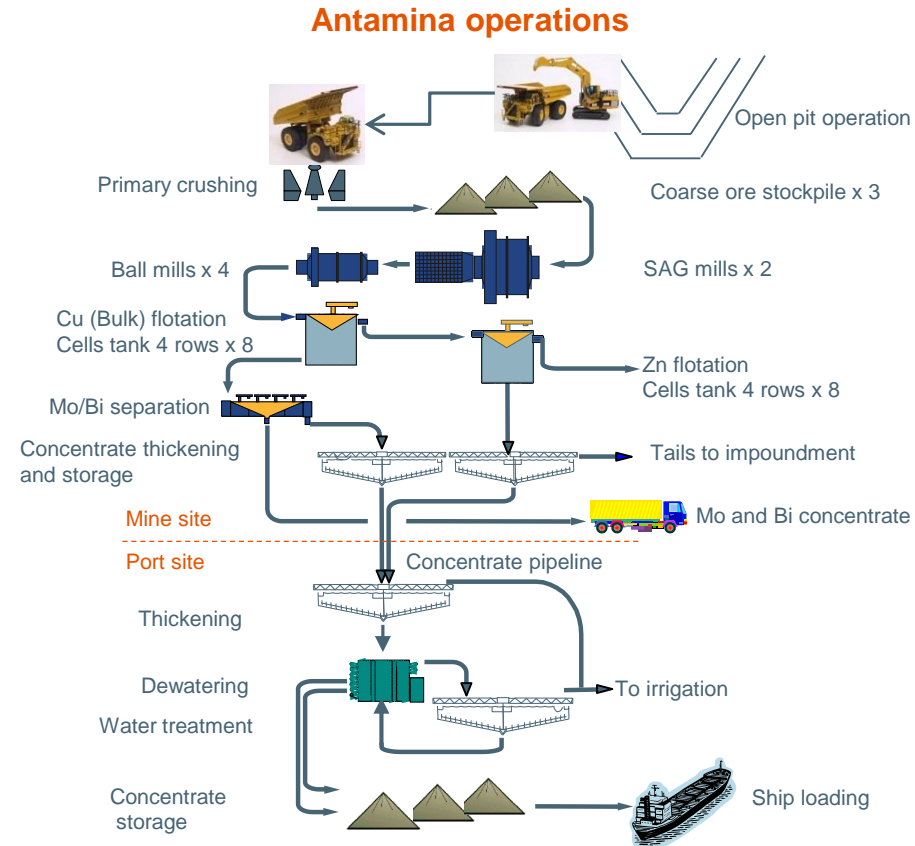 Antamina operations
Open pit operation
Primary crushing
Coarse ore stockpile x 3
Ball mills x 4
SAG mills x 2
Cu (Bulk) flotation
Cells tank 4 rows x 8
Zn flotation
Cells tank 4 rows x 8
Mo/Bi separation
Concentrate thickening
and storage
Tails to impoundment
Mine site
Mo and Bi concentrate
Port site
Concentrate pipeline
Thickening
Dewatering
To irrigation
Water treatment
Concentrate
storage
Ship loading